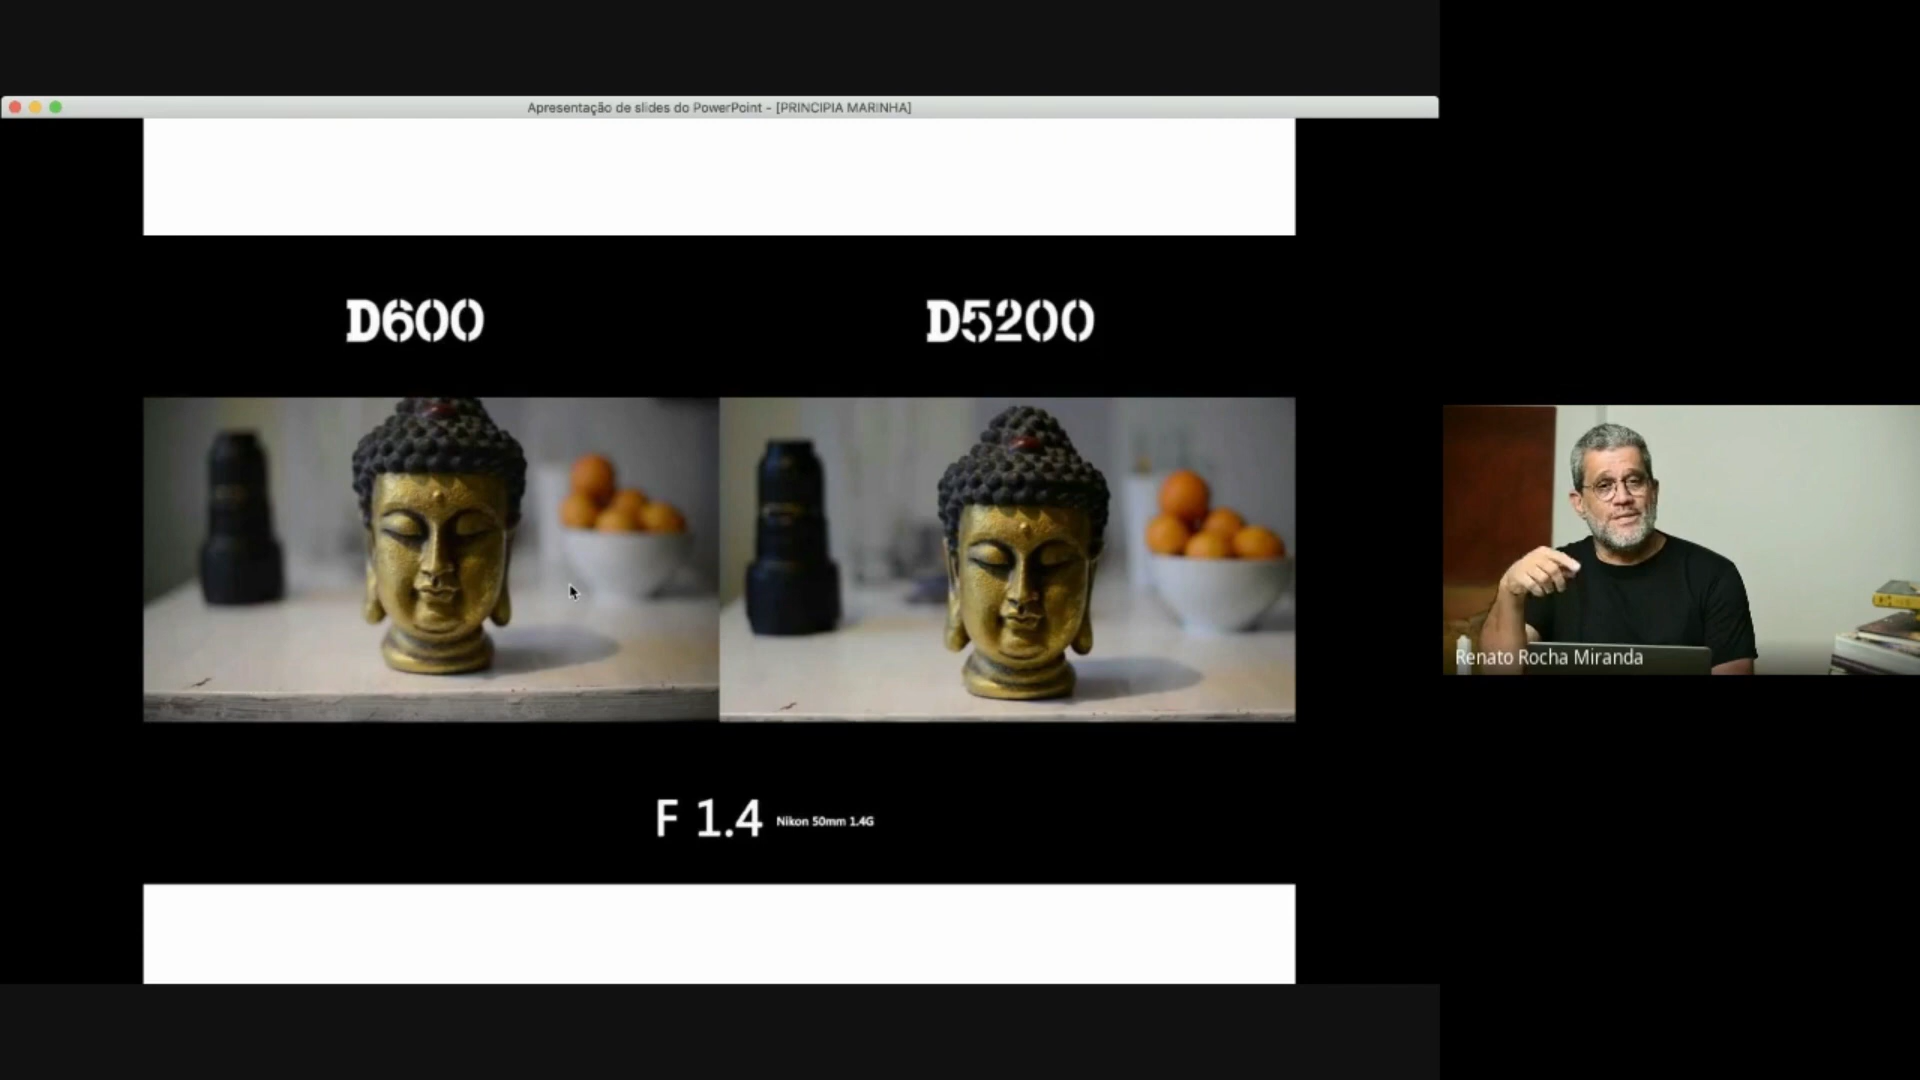 Apresentação de slides do PowerPoint - [PRINCIPIA MARINHA]
D600
D5200
Renato Rocha Miranda
F 1.4 Nikon 50mm 1.4G